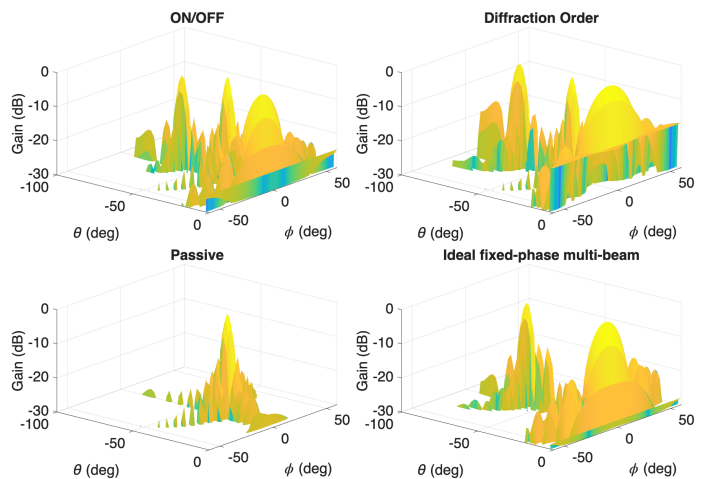 ON/OFF
0
-10
-20
-30
Gain (dB)
-100
-50
0
θ (deg)
-50
0
50
ϕ (deg)
Diffraction Order
0
-10
-20
-30
Gain (dB)
-100
-50
0
θ (deg)
-50
0
50
ϕ (deg)
Passive
0
-10
-20
-30
Gain (dB)
-100
-50
0
θ (deg)
-50
0
50
ϕ (deg)
Ideal fixed-phase multi-beam
0
-10
-20
-30
Gain (dB)
-100
-50
0
θ (deg)
-50
0
50
ϕ (deg)